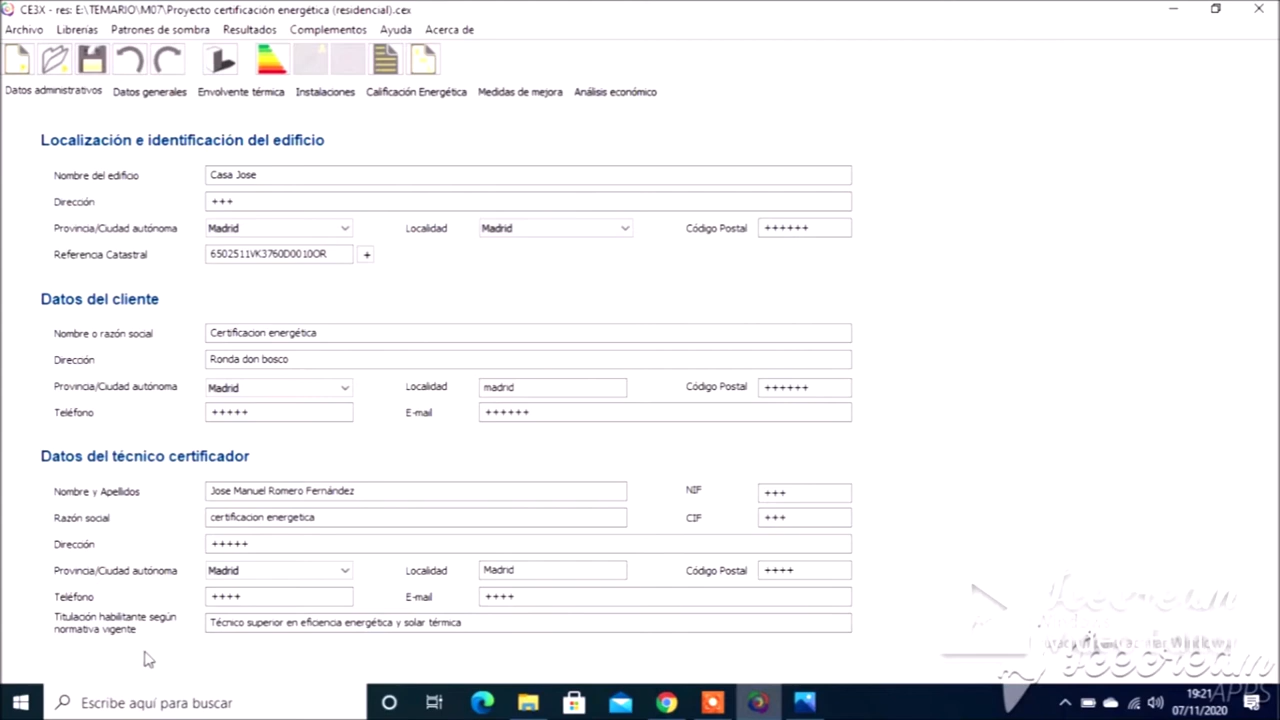 CE3X - res: E:\TEMARIO\M07\Proyecto certificación energética (residencial).cex
Archivo Librerias Patrones de sombra Resultados Complementos Ayuda Acerca de
Datos administrativos Datos generales Envolvente térmica Instalaciones Calificación Energética Medidas de mejora Análisis económico
Localización e identificación del edificio
Nombre del edificio Casa Jose
Dirección +++
Provincia/Ciudad autónoma Madrid Localidad Madrid Código Postal ++++++
Referencia Catastral 6502511VK3760D0010OR +
Datos del cliente
Nombre o razón social Certificacion energética
Dirección Ronda don bosco
Provincia/Ciudad autónoma Madrid Localidad madrid Código Postal ++++++
Teléfono +++++ E-mail ++++++
Datos del técnico certificador
Nombre y Apellidos Jose Manuel Romero Fernández NIF +++
Razón social certificacion energetica CIF +++
Dirección +++++
Provincia/Ciudad autónoma Madrid Localidad Madrid Código Postal ++++
Teléfono ++++ E-mail ++++
Titulación habilitante según
normativa vigente Técnico superior en eficiencia energética y solar térmica
Icecream
Icecream
APPS
Escribe aquí para buscar
19:21
07/11/2020